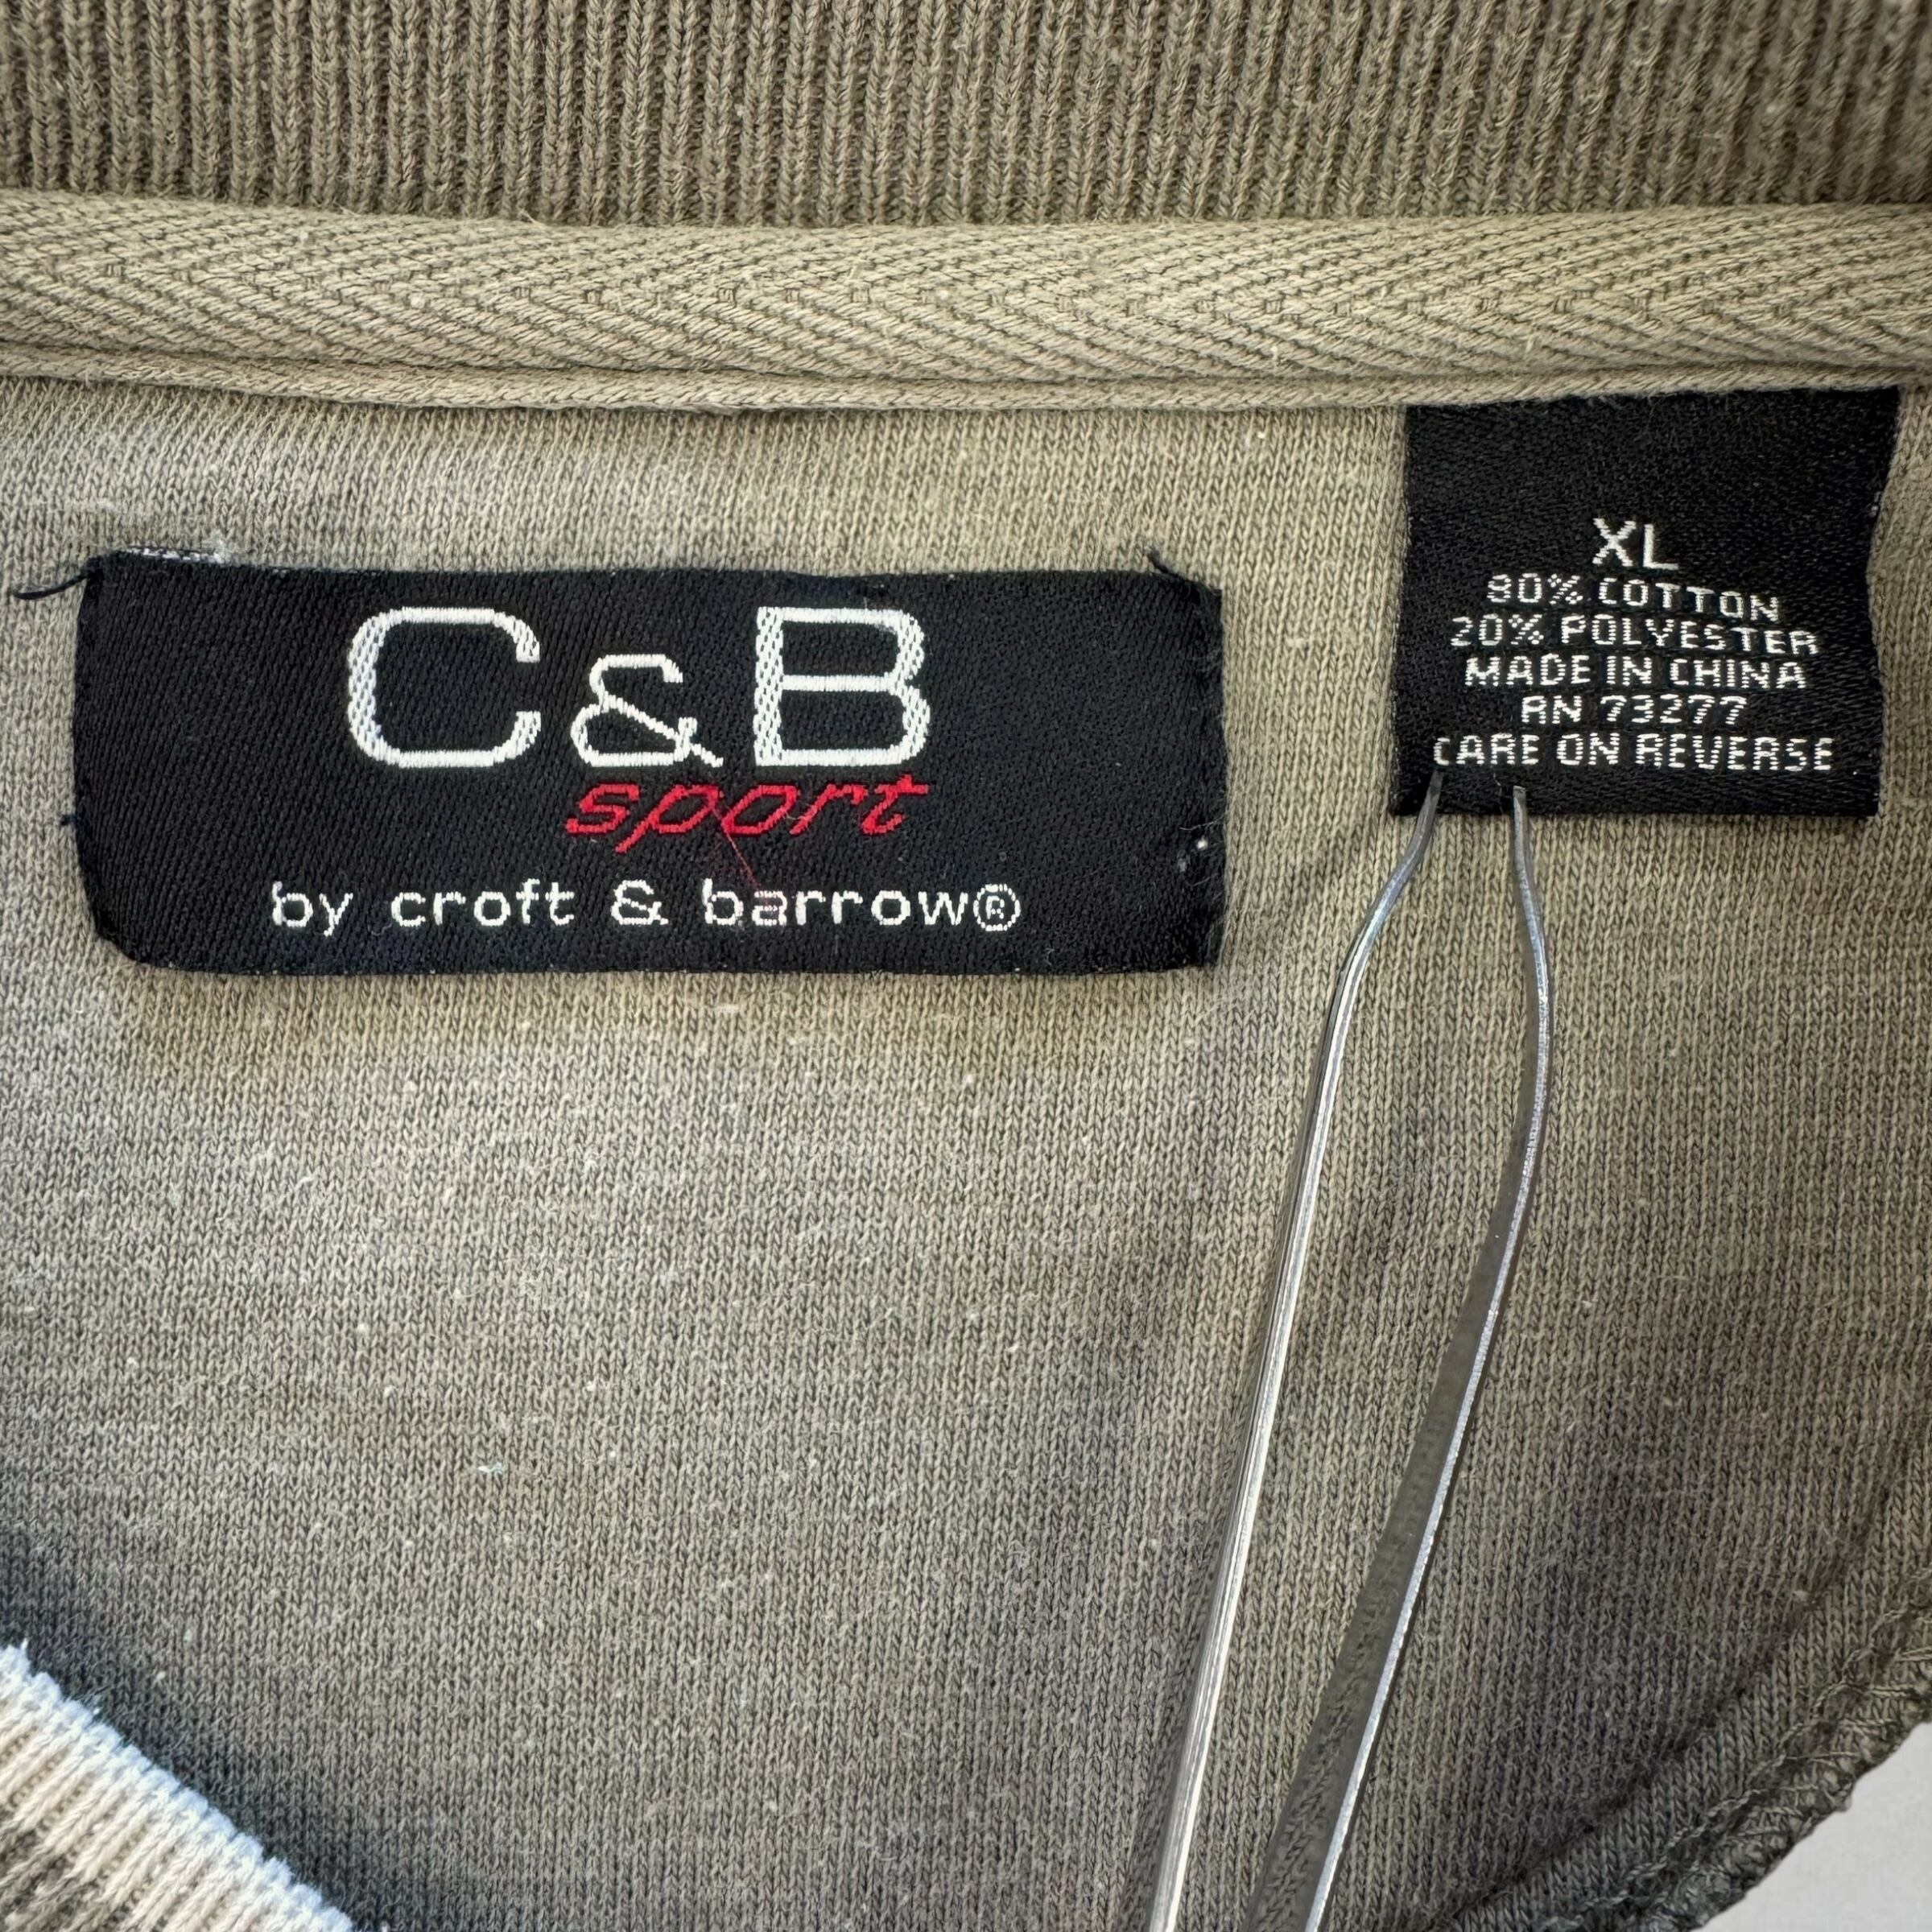 C&B
sport
by croft & barrow®
XL
80% COTTON
20% POLYESTER
MADE IN CHINA
RN 73277
CARE ON REVERSE